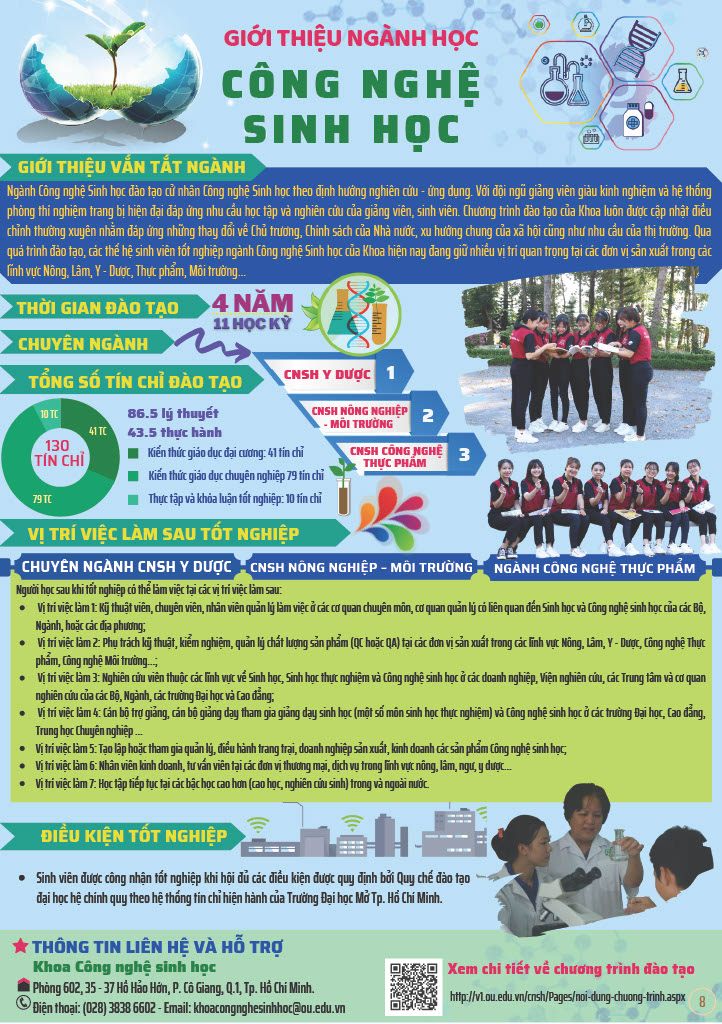 GIỚI THIỆU NGÀNH HỌC
CÔNG NGHỆ
SINH HỌC
GIỚI THIỆU VẮN TẮT NGÀNH
Ngành Công nghệ Sinh học đào tạo cử nhân Công nghệ Sinh học theo định hướng nghiên cứu - ứng dụng. Với đội ngũ giảng viên giàu kinh nghiệm và hệ thống
phòng thí nghiệm trang bị hiện đại đáp ứng nhu cầu học tập và nghiên cứu của giảng viên, sinh viên. Chương trình đào tạo của Khoa luôn được cập nhật điều
chỉnh thường xuyên nhằm đáp ứng những thay đổi về Chủ trương, Chính sách của Nhà nước, xu hướng chung của xã hội cũng như nhu cầu của thị trường. Qua
quá trình đào tạo, các thế hệ sinh viên tốt nghiệp ngành Công nghệ Sinh học của Khoa hiện nay đang giữ nhiều vị trí quan trọng tại các đơn vị sản xuất trong các
lĩnh vực Nông, Lâm, Y - Dược, Thực phẩm, Môi trường...
THỜI GIAN ĐÀO TẠO
4 NĂM
11 HỌC KỲ
CHUYÊN NGÀNH
CNSH Y DƯỢC 1
CNSH NÔNG NGHIỆP
- MÔI TRƯỜNG 2
CNSH CÔNG NGHỆ
THỰC PHẨM 3
TỔNG SỐ TÍN CHỈ ĐÀO TẠO
10 TC
41 TC
130
TÍN CHỈ
79 TC
86.5 lý thuyết
43.5 thực hành
Kiến thức giáo dục đại cương: 41 tín chỉ
Kiến thức giáo dục chuyên nghiệp 79 tín chỉ
Thực tập và khóa luận tốt nghiệp: 10 tín chỉ
VỊ TRÍ VIỆC LÀM SAU TỐT NGHIỆP
CHUYÊN NGÀNH CNSH Y DƯỢC
CNSH NÔNG NGHIỆP – MÔI TRƯỜNG
NGÀNH CÔNG NGHỆ THỰC PHẨM
Người học sau khi tốt nghiệp có thể làm việc tại các vị trí việc làm sau:
• Vị trí việc làm 1: Kỹ thuật viên, chuyên viên, nhân viên quản lý làm việc ở các cơ quan chuyên môn, cơ quan quản lý có liên quan đến Sinh học và Công nghệ sinh học của các Bộ,
Ngành, hoặc các địa phương;
• Vị trí việc làm 2: Phụ trách kỹ thuật, kiểm nghiệm, quản lý chất lượng sản phẩm (QC hoặc QA) tại các đơn vị sản xuất trong các lĩnh vực Nông, Lâm, Y - Dược, Công nghệ Thực
phẩm, Công nghệ Môi trường...;
• Vị trí việc làm 3: Nghiên cứu viên thuộc các lĩnh vực về Sinh học, Sinh học thực nghiệm và Công nghệ sinh học ở các doanh nghiệp, Viện nghiên cứu, các Trung tâm và cơ quan
nghiên cứu của các Bộ, Ngành, các trường Đại học và Cao đẳng;
• Vị trí việc làm 4: Cán bộ trợ giảng, cán bộ giảng dạy tham gia giảng dạy sinh học (một số môn sinh học thực nghiệm) và Công nghệ sinh học ở các trường Đại học, Cao đẳng,
Trung học Chuyên nghiệp ...
• Vị trí việc làm 5: Tạo lập hoặc tham gia quản lý, điều hành trang trại, doanh nghiệp sản xuất, kinh doanh các sản phẩm Công nghệ sinh học;
• Vị trí việc làm 6: Nhân viên kinh doanh, tư vấn viên tại các đơn vị thương mại, dịch vụ trong lĩnh vực nông, lâm, ngư, y dược...
• Vị trí việc làm 7: Học tập tiếp tục tại các bậc học cao hơn (cao học, nghiên cứu sinh) trong và ngoài nước.
ĐIỀU KIỆN TỐT NGHIỆP
• Sinh viên được công nhận tốt nghiệp khi hội đủ các điều kiện được quy định bởi Quy chế đào tạo
đại học hệ chính quy theo hệ thống tín chỉ hiện hành của Trường Đại học Mở Tp. Hồ Chí Minh.
THÔNG TIN LIÊN HỆ VÀ HỖ TRỢ
Khoa Công nghệ sinh học
Phòng 602, 35 - 37 Hồ Hảo Hớn, P. Cô Giang, Q.1, Tp. Hồ Chí Minh.
Điện thoại: (028) 3838 6602 - Email: khoacongnghesinhhoc@ou.edu.vn
Xem chi tiết về chương trình đào tạo
http://v1.ou.edu.vn/cnsh/Pages/noi-dung-chuong-trinh.aspx
8